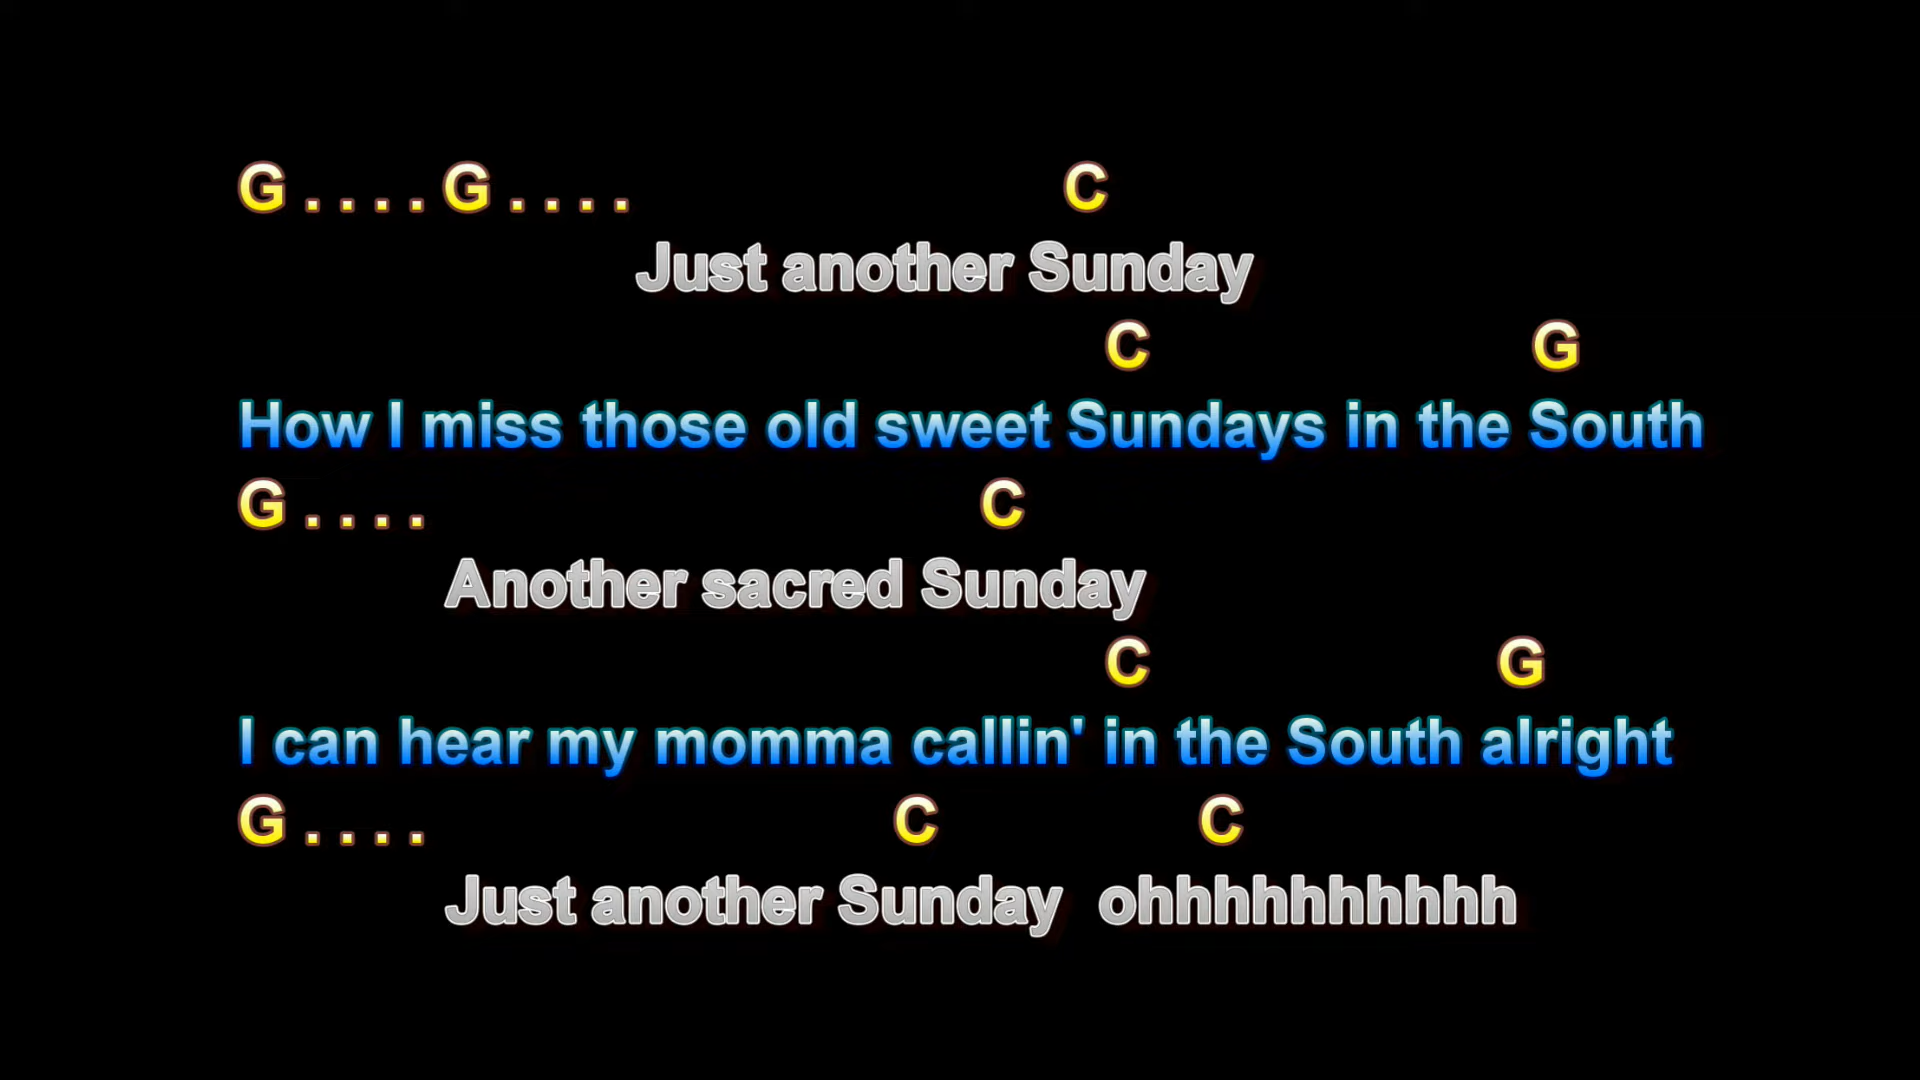 G . . . . G . . . . C
Just another Sunday
C G
How I miss those old sweet Sundays in the South
G . . . . C
Another sacred Sunday
C G
I can hear my momma callin' in the South alright
G . . . . C C
Just another Sunday ohhhhhhhhhhh